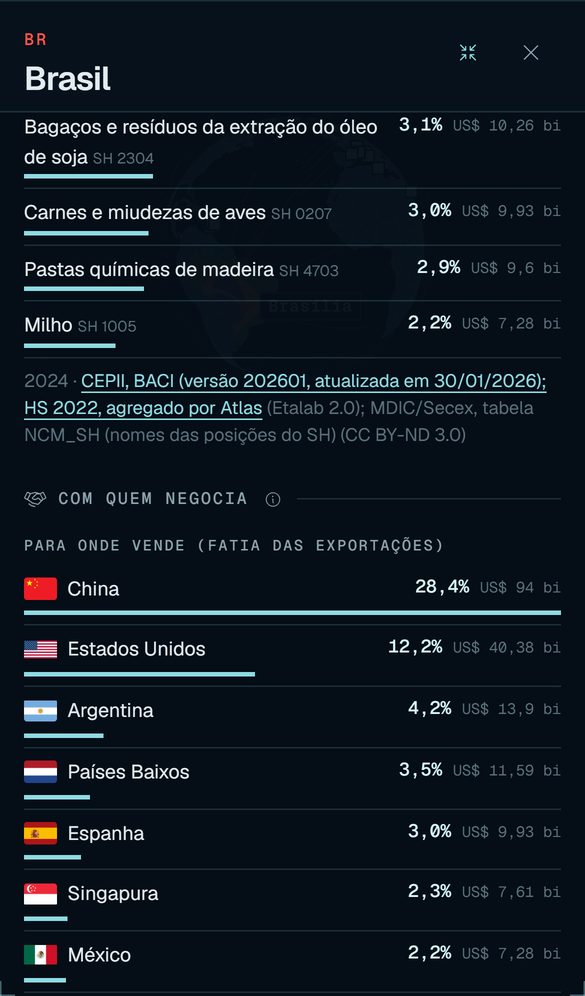 BR
Brasil
Bagaços e resíduos da extração do óleo de soja SH 2304 3,1% US$ 10,26 bi
Carnes e miudezas de aves SH 0207 3,0% US$ 9,93 bi
Pastas químicas de madeira SH 4703 2,9% US$ 9,6 bi
Brasília
Milho SH 1005 2,2% US$ 7,28 bi
2024 · CEPII, BACI (versão 202601, atualizada em 30/01/2026);
HS 2022, agregado por Atlas (Etalab 2.0); MDIC/Secex, tabela
NCM_SH (nomes das posições do SH) (CC BY-ND 3.0)
COM QUEM NEGOCIA
PARA ONDE VENDE (FATIA DAS EXPORTAÇÕES)
China 28,4% US$ 94 bi
Estados Unidos 12,2% US$ 40,38 bi
Argentina 4,2% US$ 13,9 bi
Países Baixos 3,5% US$ 11,59 bi
Espanha 3,0% US$ 9,93 bi
Singapura 2,3% US$ 7,61 bi
México 2,2% US$ 7,28 bi